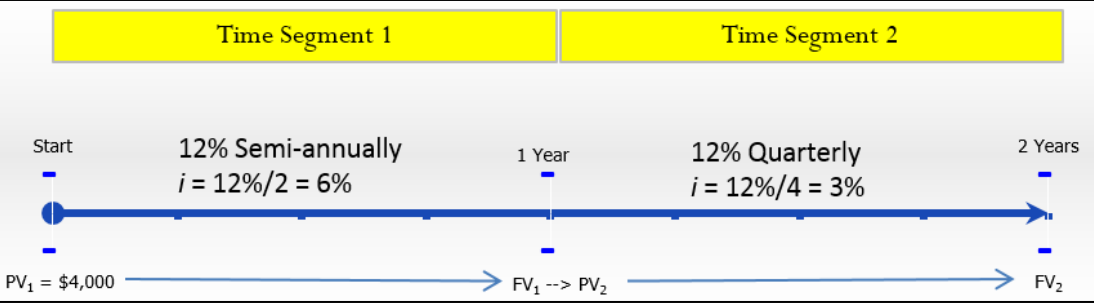 Time Segment 1
Time Segment 2
Start
12% Semi-annually
i = 12%/2 = 6%
1 Year
12% Quarterly
i = 12%/4 = 3%
2 Years
PV₁ = $4,000
FV₁ --> PV₂
FV₂